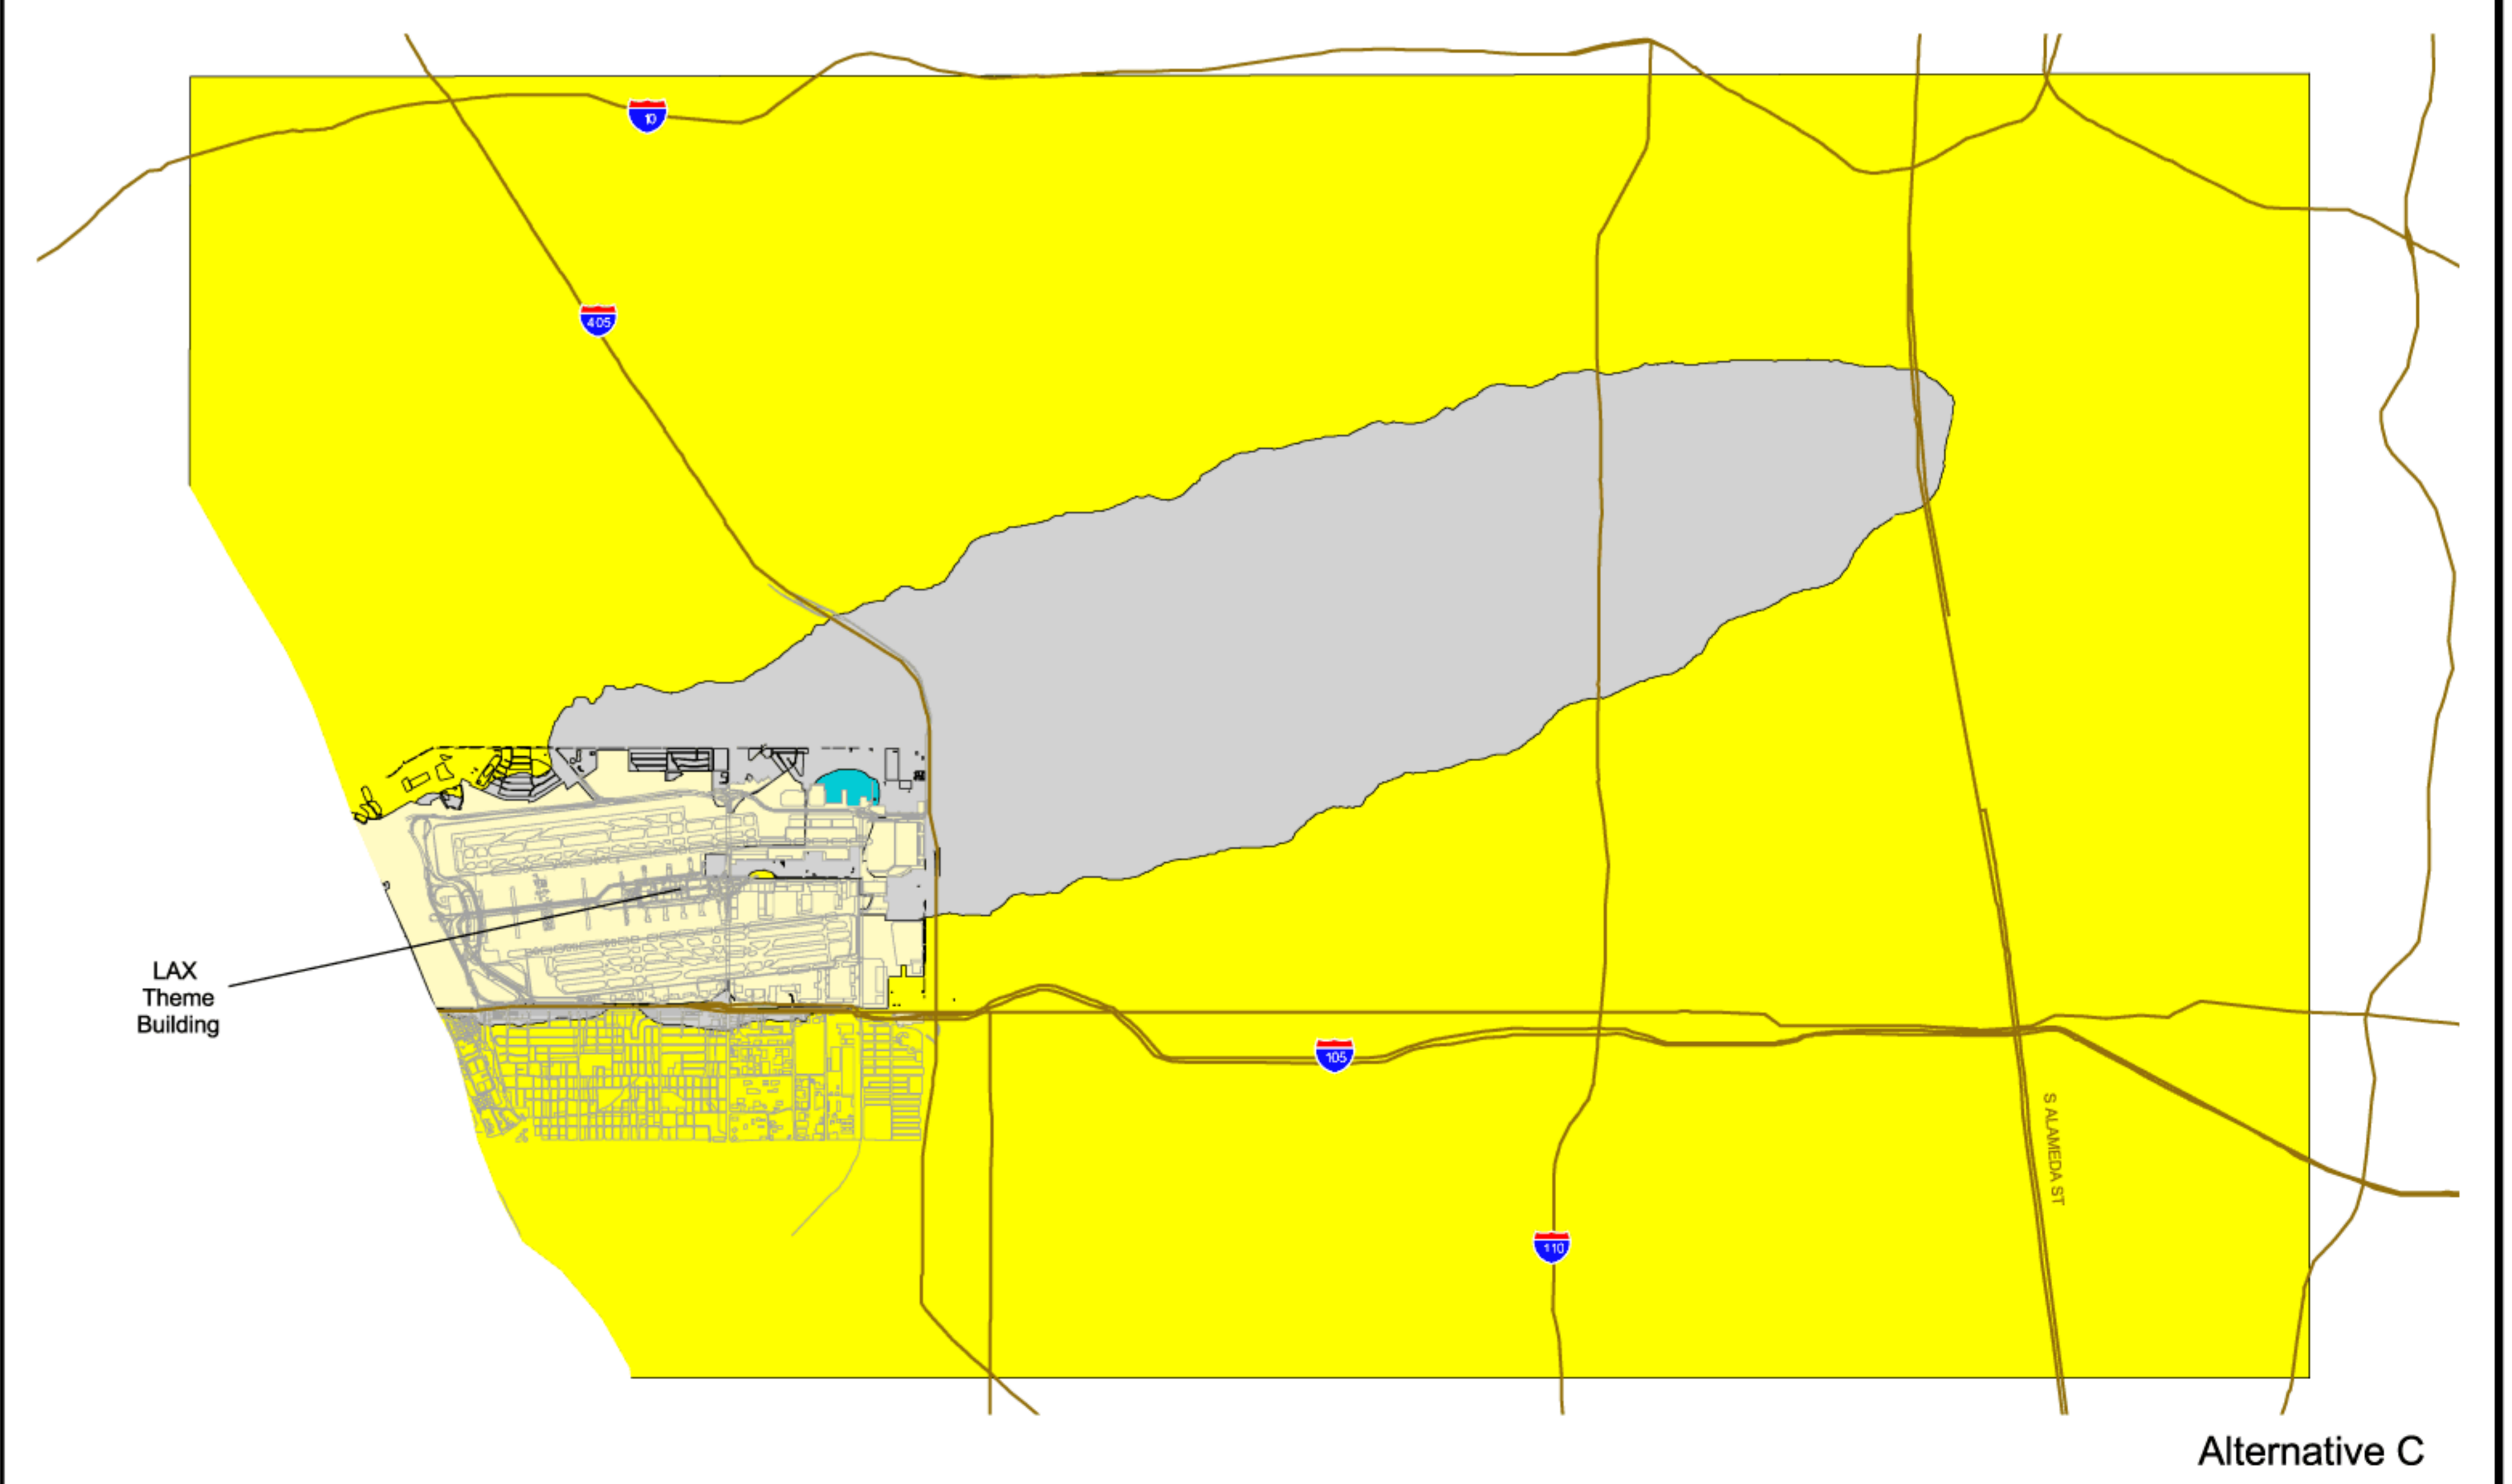 10
405
LAX
Theme
Building
105
S ALAMEDA ST
110
Alternative C